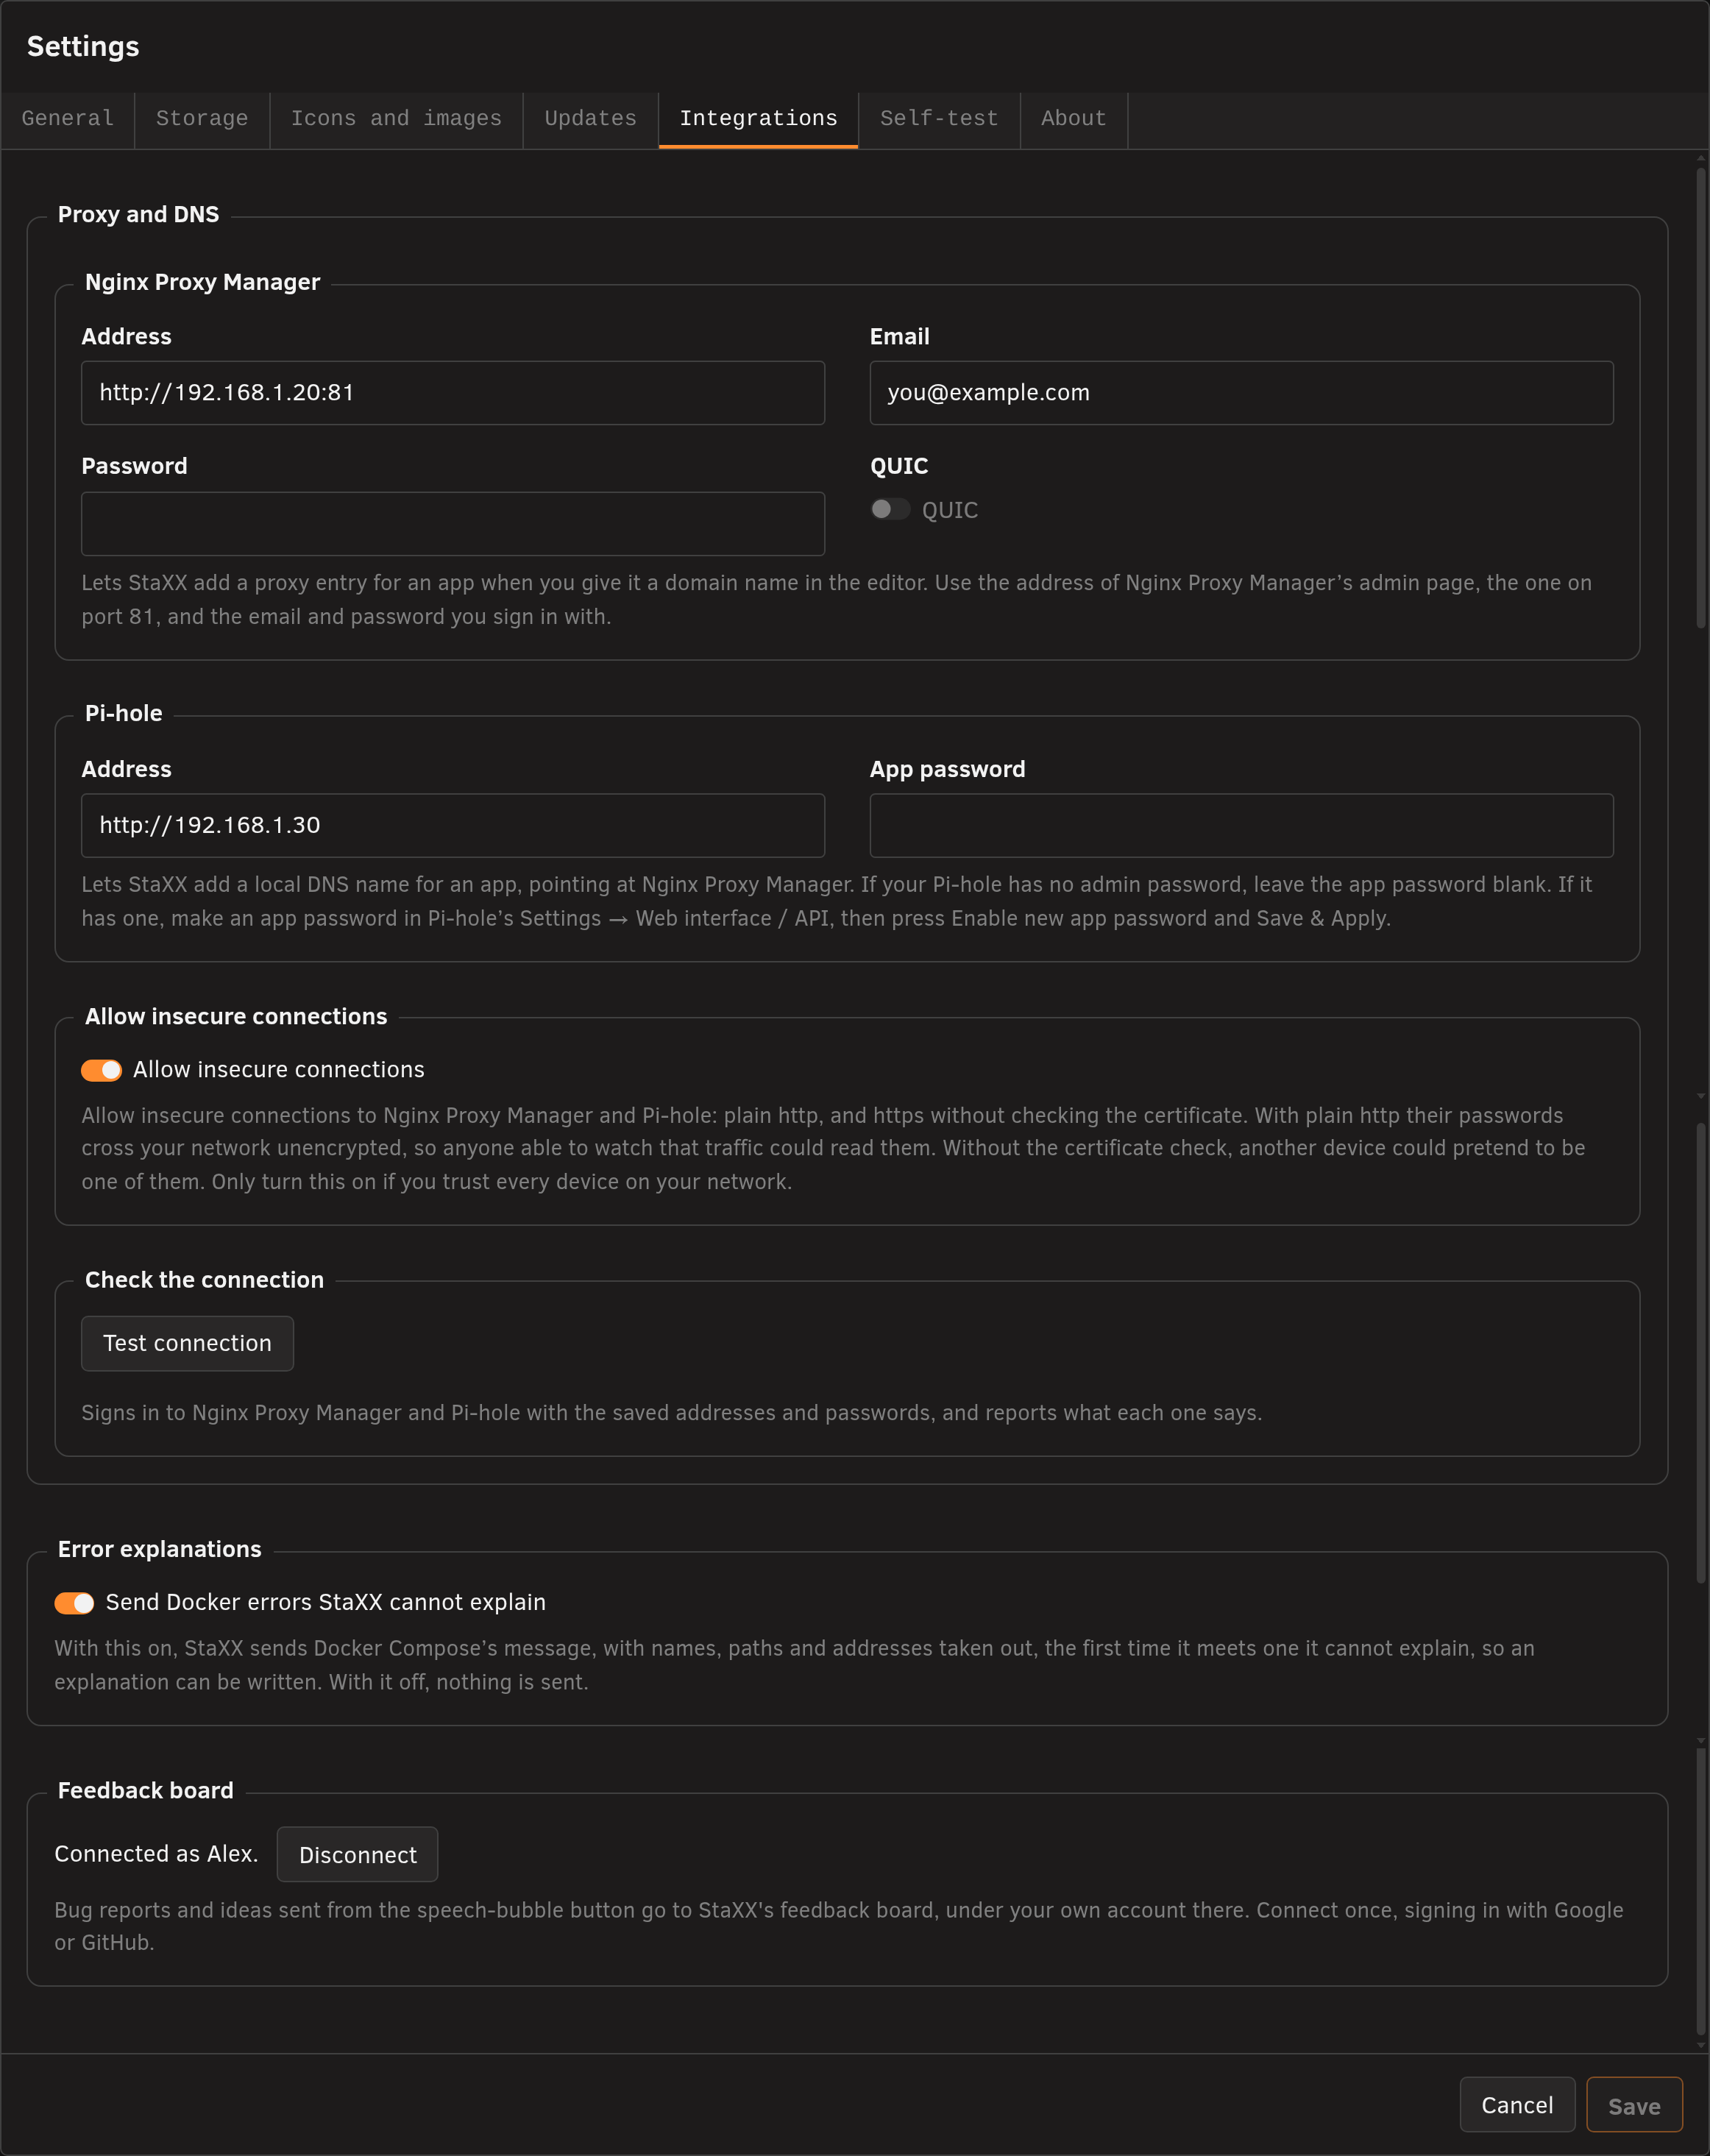 Settings
General
Storage
Icons and images
Updates
Integrations
Self-test
About
Proxy and DNS
Nginx Proxy Manager
Address
Email
http://192.168.1.20:81
you@example.com
Password
QUIC
QUIC
Lets StaXX add a proxy entry for an app when you give it a domain name in the editor. Use the address of Nginx Proxy Manager’s admin page, the one on
port 81, and the email and password you sign in with.
Pi-hole
Address
App password
http://192.168.1.30
Lets StaXX add a local DNS name for an app, pointing at Nginx Proxy Manager. If your Pi-hole has no admin password, leave the app password blank. If it
has one, make an app password in Pi-hole’s Settings → Web interface / API, then press Enable new app password and Save & Apply.
Allow insecure connections
Allow insecure connections
Allow insecure connections to Nginx Proxy Manager and Pi-hole: plain http, and https without checking the certificate. With plain http their passwords
cross your network unencrypted, so anyone able to watch that traffic could read them. Without the certificate check, another device could pretend to be
one of them. Only turn this on if you trust every device on your network.
Check the connection
Test connection
Signs in to Nginx Proxy Manager and Pi-hole with the saved addresses and passwords, and reports what each one says.
Error explanations
Send Docker errors StaXX cannot explain
With this on, StaXX sends Docker Compose’s message, with names, paths and addresses taken out, the first time it meets one it cannot explain, so an
explanation can be written. With it off, nothing is sent.
Feedback board
Connected as Alex.
Disconnect
Bug reports and ideas sent from the speech-bubble button go to StaXX's feedback board, under your own account there. Connect once, signing in with Google
or GitHub.
Cancel
Save